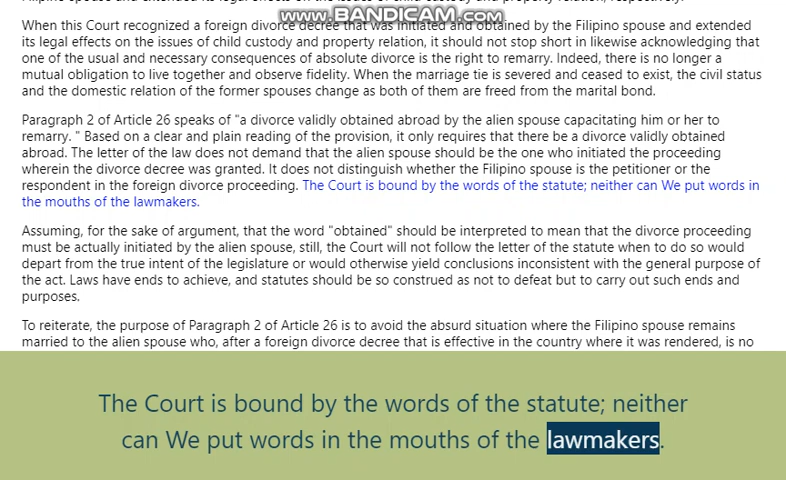 www.BANDICAM.com
When this Court recognized a foreign divorce decree that was initiated and obtained by the Filipino spouse and extended
its legal effects on the issues of child custody and property relation, it should not stop short in likewise acknowledging that
one of the usual and necessary consequences of absolute divorce is the right to remarry. Indeed, there is no longer a
mutual obligation to live together and observe fidelity. When the marriage tie is severed and ceased to exist, the civil status
and the domestic relation of the former spouses change as both of them are freed from the marital bond.
Paragraph 2 of Article 26 speaks of "a divorce validly obtained abroad by the alien spouse capacitating him or her to
remarry. " Based on a clear and plain reading of the provision, it only requires that there be a divorce validly obtained
abroad. The letter of the law does not demand that the alien spouse should be the one who initiated the proceeding
wherein the divorce decree was granted. It does not distinguish whether the Filipino spouse is the petitioner or the
respondent in the foreign divorce proceeding. The Court is bound by the words of the statute; neither can We put words in
the mouths of the lawmakers.
Assuming, for the sake of argument, that the word "obtained" should be interpreted to mean that the divorce proceeding
must be actually initiated by the alien spouse, still, the Court will not follow the letter of the statute when to do so would
depart from the true intent of the legislature or would otherwise yield conclusions inconsistent with the general purpose of
the act. Laws have ends to achieve, and statutes should be so construed as not to defeat but to carry out such ends and
purposes.
To reiterate, the purpose of Paragraph 2 of Article 26 is to avoid the absurd situation where the Filipino spouse remains
married to the alien spouse who, after a foreign divorce decree that is effective in the country where it was rendered, is no
The Court is bound by the words of the statute; neither
can We put words in the mouths of the lawmakers.